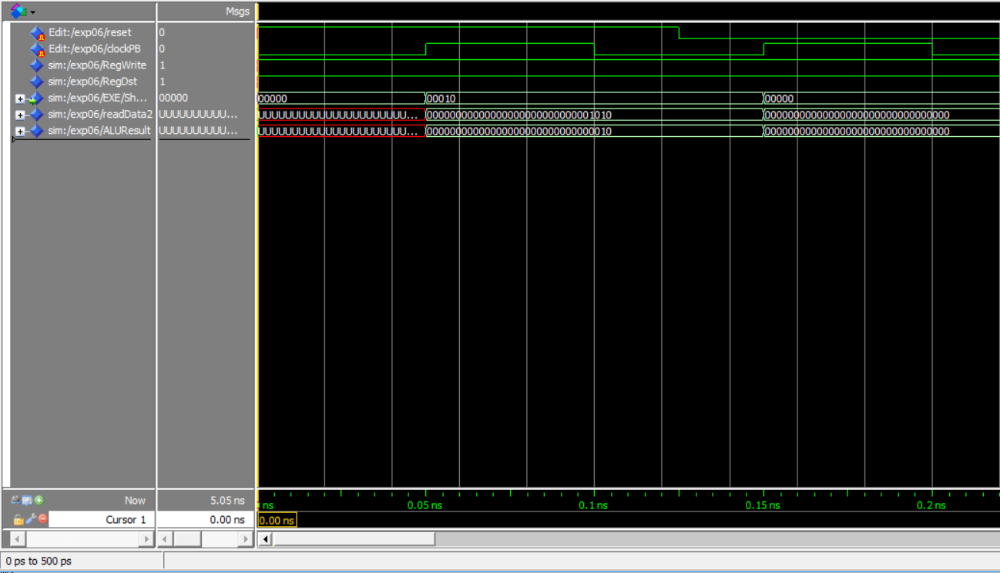 Msgs
Edit:/exp06/reset 0
Edit:/exp06/clockPB 0
sim:/exp06/RegWrite 1
sim:/exp06/RegDst 1
sim:/exp06/EXE/Sh... 00000 00000 00010 00000
sim:/exp06/readData2 UUUUUUUUUU... UUUUUUUUUUUUUUUUUUUUUUU... 00000000000000000000000000001010 00000000000000000000000000000000
sim:/exp06/ALUResult UUUUUUUUUU... UUUUUUUUUUUUUUUUUUUUUUU... 00000000000000000000000000000010 00000000000000000000000000000000
Now 5.05 ns ns 0.05 ns 0.1 ns 0.15 ns 0.2 ns
Cursor 1 0.00 ns 0.00 ns
0 ps to 500 ps